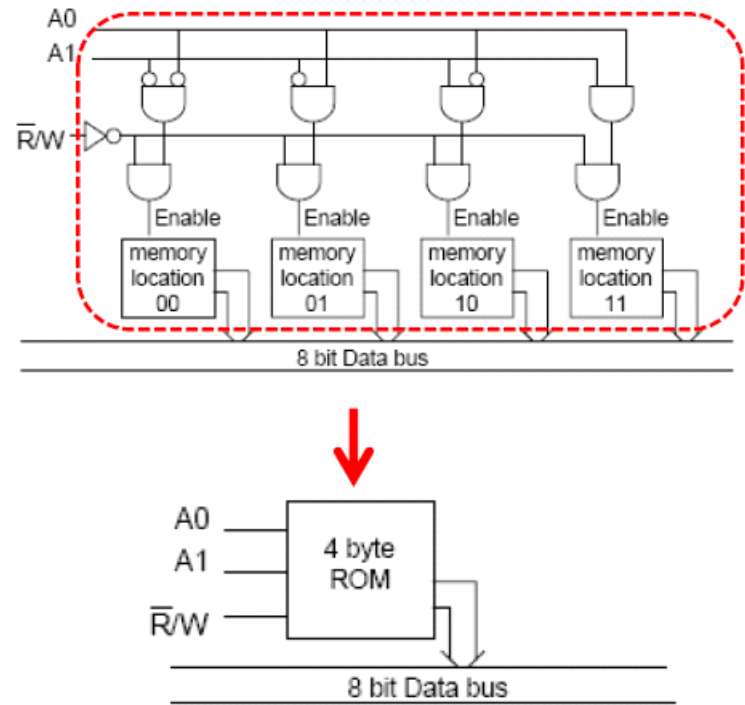 A0
A1
R̅/W
Enable Enable Enable Enable
memory memory memory memory
location location location location
00 01 10 11
8 bit Data bus
A0
4 byte
A1
ROM
R̅/W
8 bit Data bus